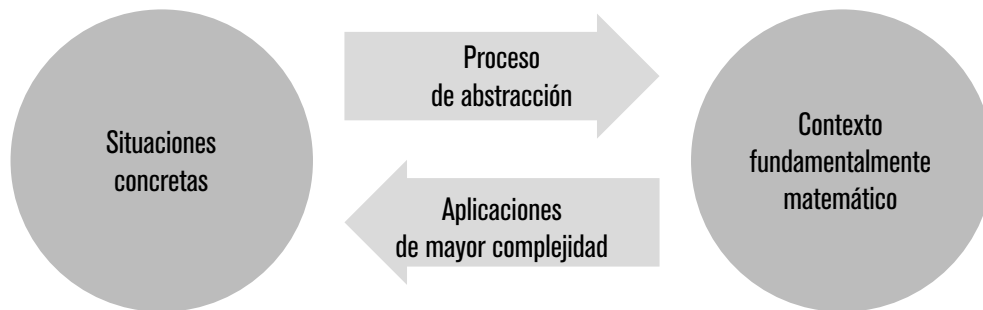 Situaciones
concretas
Proceso
de abstracción
Aplicaciones
de mayor complejidad
Contexto
fundamentalmente
matemático